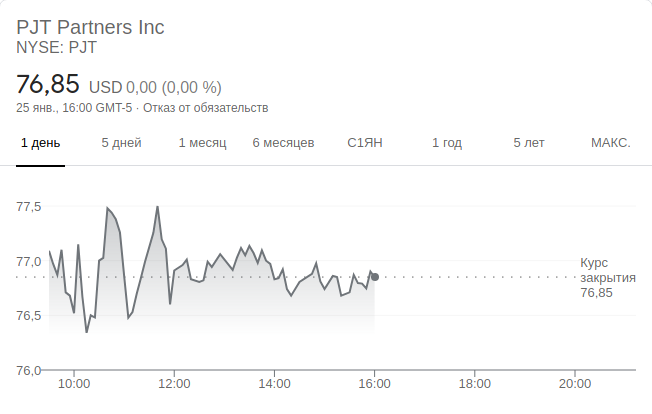 PJT Partners Inc
NYSE: PJT
76,85 USD 0,00 (0,00 %)
25 янв., 16:00 GMT-5 · Отказ от обязательств
1 день 5 дней 1 месяц 6 месяцев С1ЯН 1 год 5 лет МАКС.
77,5
77,0
76,5
76,0
Курс
закрытия
76,85
10:00 12:00 14:00 16:00 18:00 20:00